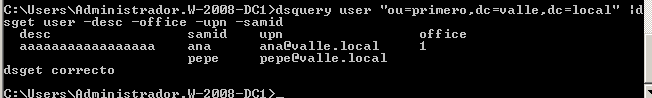 C:\Users\Administrador.W-2008-DC1>dsquery user "ou=primero,dc=valle,dc=local" |d
sget user -desc -office -upn -samid
desc samid upn office
aaaaaaaaaaaaaaaaa ana ana@valle.local 1
pepe pepe@valle.local
dsget correcto
C:\Users\Administrador.W-2008-DC1>_